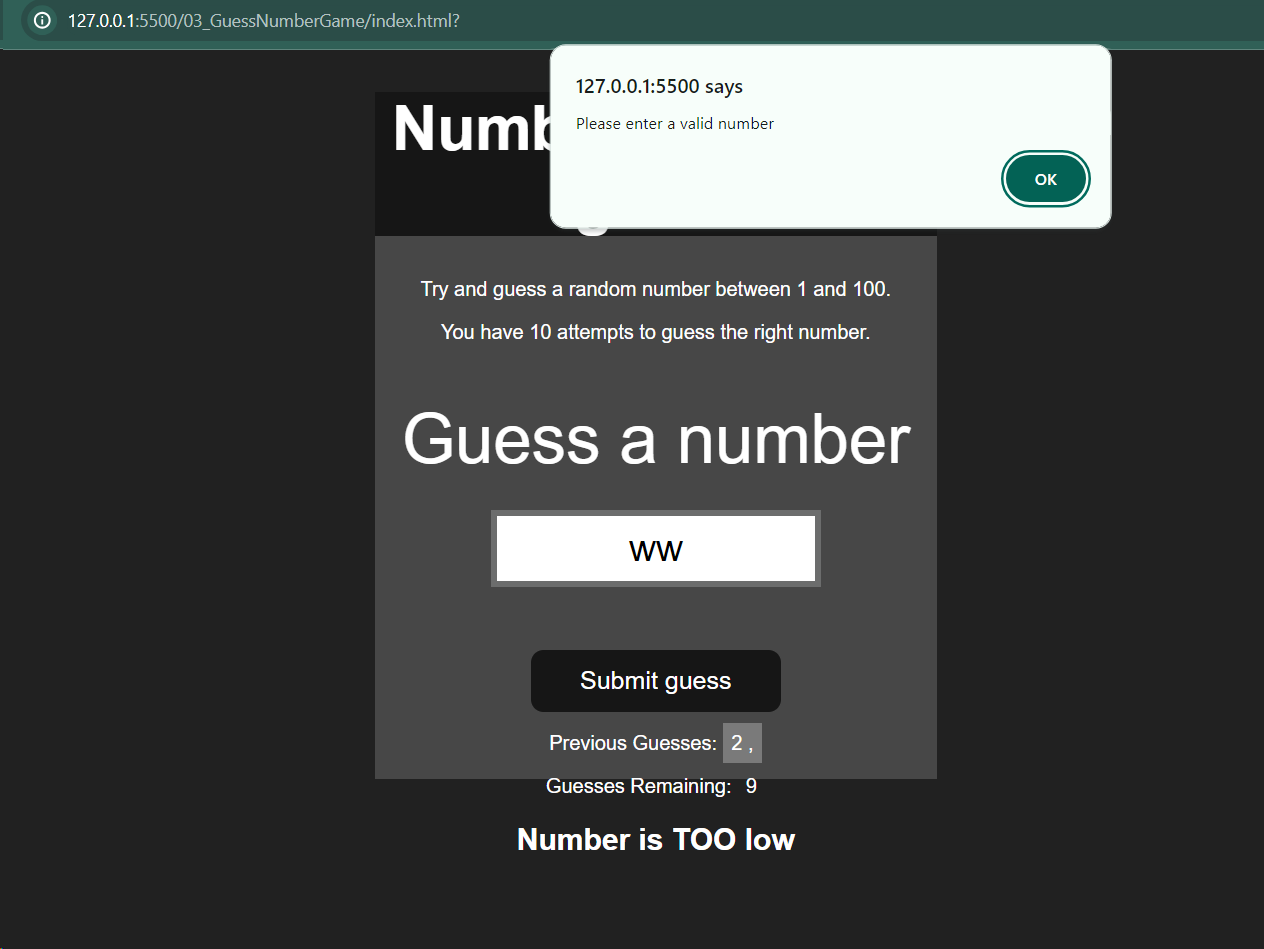 127.0.0.1:5500/03_GuessNumberGame/index.html?
127.0.0.1:5500 says
Please enter a valid number
OK
Try and guess a random number between 1 and 100.
You have 10 attempts to guess the right number.
Guess a number
ww
Submit guess
Previous Guesses: 2 ,
Guesses Remaining: 9
Number is TOO low